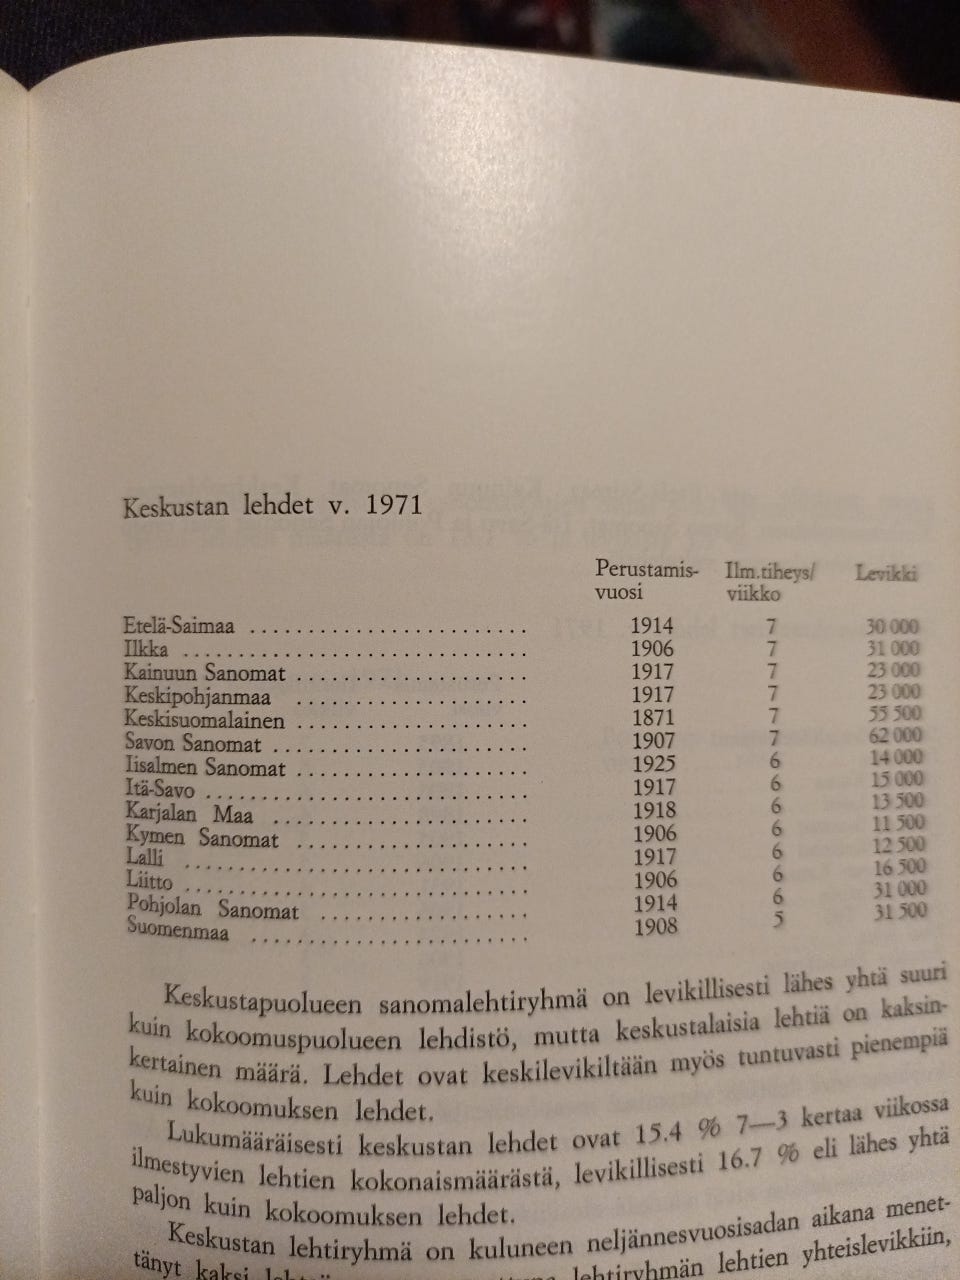 Keskustan lehdet v. 1971
Perustamis- Ilm.tiheys/ Levikki
vuosi viikko
Etelä-Saimaa ............................ 1914 7 30 000
Ilkka ................................... 1906 7 31 000
Kainuun Sanomat ........................ 1917 7 23 000
Keskipohjanmaa ........................ 1917 7 23 000
Keskisuomalainen ........................ 1871 7 55 500
Savon Sanomat .......................... 1907 7 62 000
Iisalmen Sanomat ........................ 1925 6 14 000
Itä-Savo ................................. 1917 6 15 000
Karjalan Maa .......................... 1918 6 13 500
Kymen Sanomat ........................ 1906 6 11 500
Lalli ................................... 1917 6 12 500
Liitto ................................... 1906 6 16 500
Pohjolan Sanomat ..................... 1914 6 31 000
Suomenmaa ............................ 1908 5 31 500
Keskustapuolueen sanomalehtiryhmä on levikillisesti lähes yhtä suuri
kuin kokoomuspuolueen lehdistö, mutta keskustalaisia lehtiä on kaksin-
kertainen määrä. Lehdet ovat keskilevikiltään myös tuntuvasti pienempiä
kuin kokoomuksen lehdet.
Lukumääräisesti keskustan lehdet ovat 15.4 % 7—3 kertaa viikossa
ilmestyvien lehtien kokonaismäärästä, levikillisesti 16.7 % eli lähes yhtä
paljon kuin kokoomuksen lehdet.
Keskustan lehtiryhmä on kuluneen neljännesvuosisadan aikana menet-
tänyt kaksi lehtiryhmän lehtien yhteislevikkiin,